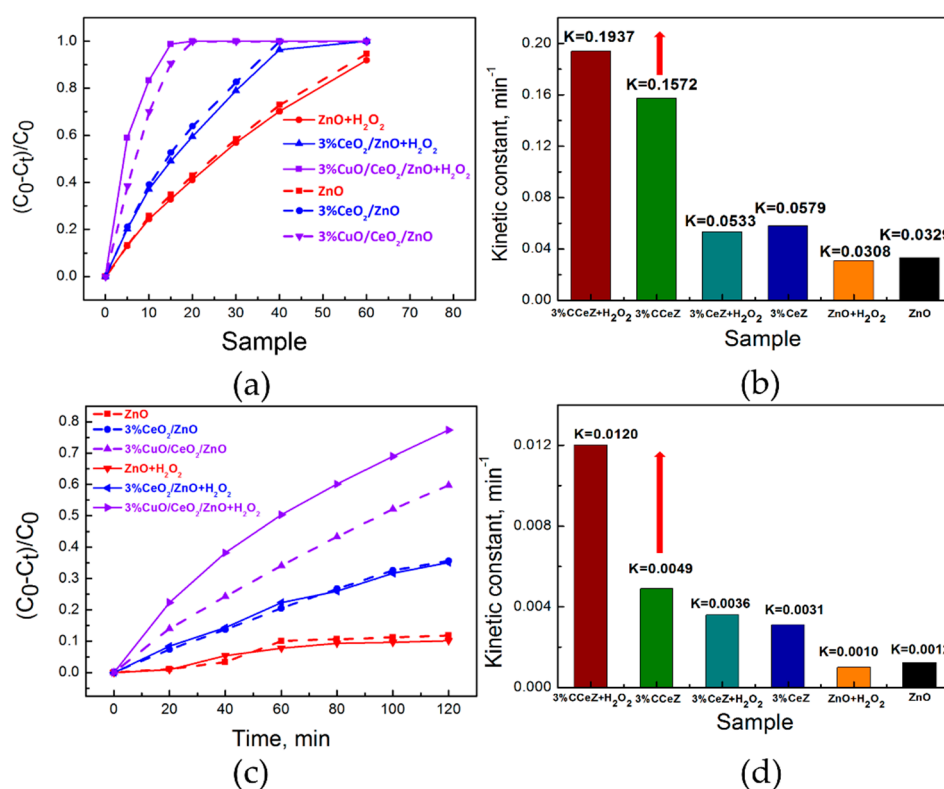 (C₀-Cₜ)/C₀
1.0
0.8
0.6
0.4
0.2
0.0
ZnO+H₂O₂
3%CeO₂/ZnO+H₂O₂
3%CuO/CeO₂/ZnO+H₂O₂
ZnO
3%CeO₂/ZnO
3%CuO/CeO₂/ZnO
0 10 20 30 40 50 60 70 80
Sample
(a)
Kinetic constant, min⁻¹
0.20
0.16
0.12
0.08
0.04
0.00
K=0.1937
K=0.1572
K=0.0533
K=0.0579
K=0.0308
K=0.0329
3%CCeZ+H₂O₂ 3%CCeZ 3%CeZ+H₂O₂ 3%CeZ ZnO+H₂O₂ ZnO
Sample
(b)
(C₀-Cₜ)/C₀
0.8
0.7
0.6
0.5
0.4
0.3
0.2
0.1
0.0
ZnO
3%CeO₂/ZnO
3%CuO/CeO₂/ZnO
ZnO+H₂O₂
3%CeO₂/ZnO+H₂O₂
3%CuO/CeO₂/ZnO+H₂O₂
0 20 40 60 80 100 120
Time, min
(c)
Kinetic constant, min⁻¹
0.012
0.008
0.004
0.000
K=0.0120
K=0.0049
K=0.0036
K=0.0031
K=0.0010
K=0.0012
3%CCeZ+H₂O₂ 3%CCeZ 3%CeZ+H₂O₂ 3%CeZ ZnO+H₂O₂ ZnO
Sample
(d)